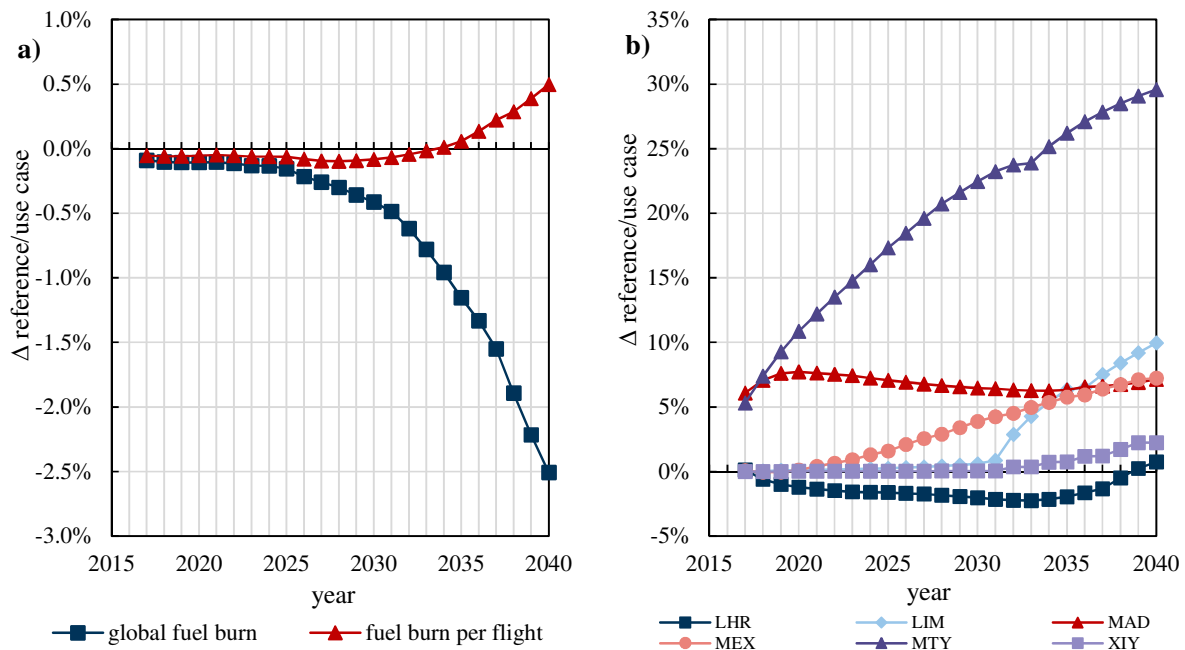 a)
Δ reference/use case
1.0%
0.5%
0.0%
-0.5%
-1.0%
-1.5%
-2.0%
-2.5%
-3.0%
2015 2020 2025 2030 2035 2040
year
global fuel burn fuel burn per flight
b)
Δ reference/use case
35%
30%
25%
20%
15%
10%
5%
0%
-5%
2015 2020 2025 2030 2035 2040
year
LHR LIM MAD
MEX MTY XIY